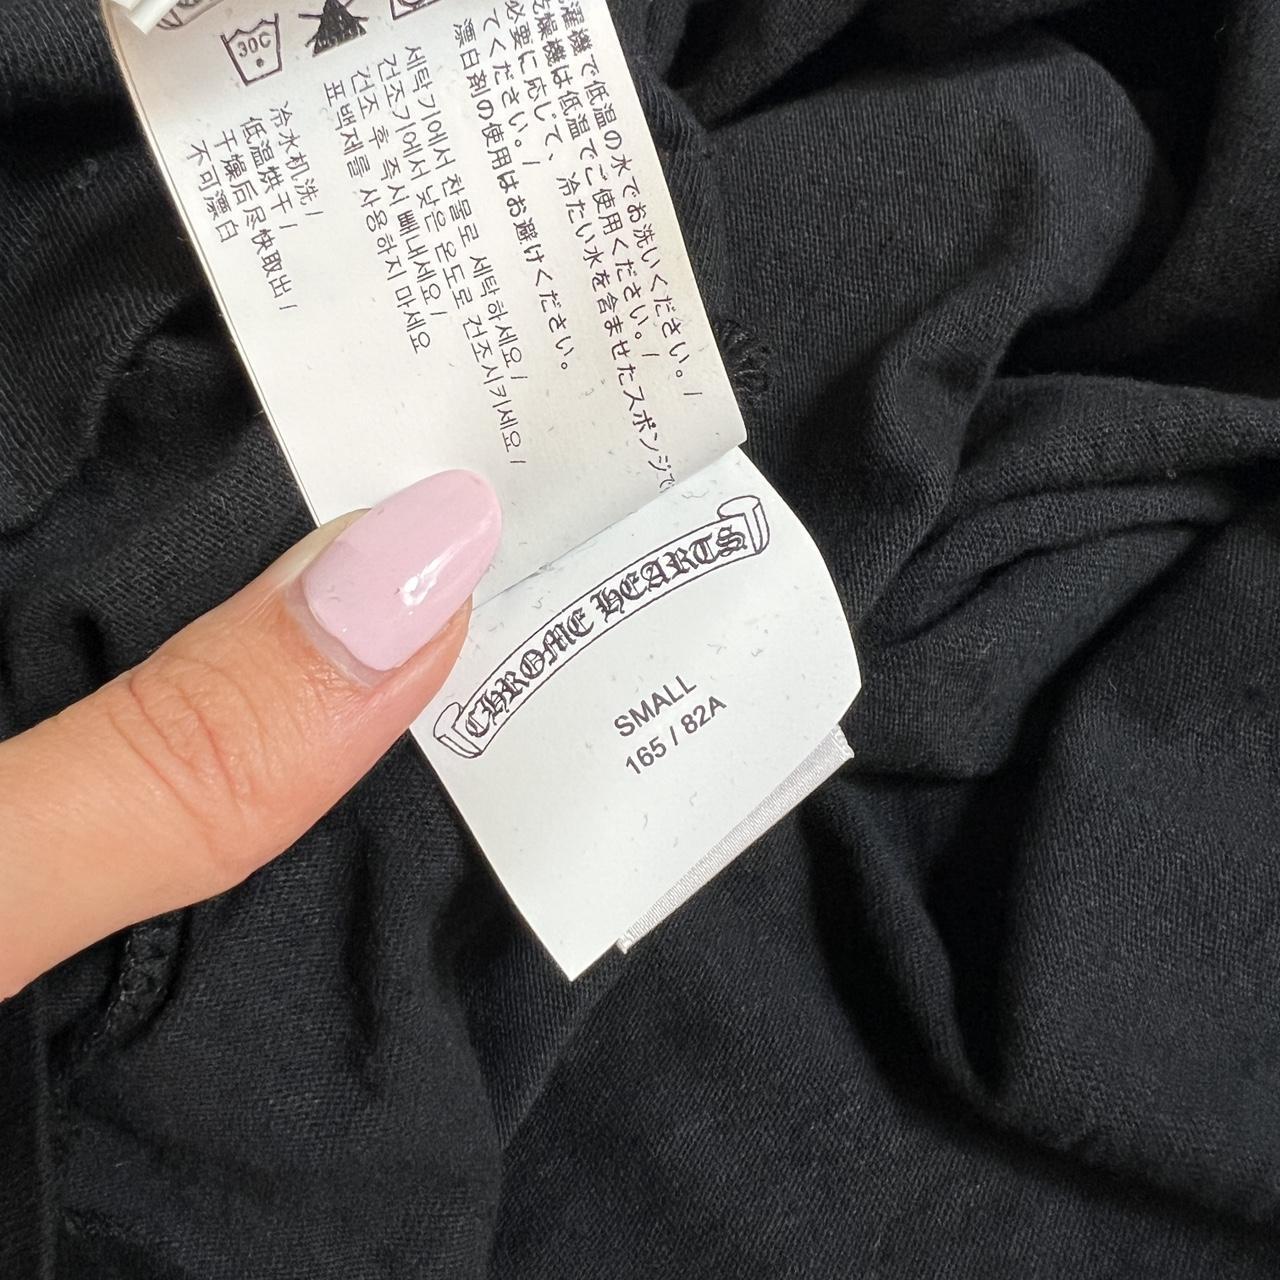 30C
濯機で低温の水でお洗いください。/
乾燥機は低温でご使用ください。/
必要に応じて、冷たい水を含ませたスポンジで
てください。/
漂白剤の使用はお避けください。
세탁기에서 찬물로 세탁하세요/
건조기에서 낮은 온도로 건조시키세요/
건조 후 즉시 빼내세요/
표백제를 사용하지 마세요
冷水机洗/
低温烘干/
干燥后尽快取出/
不可漂白
CHROME HEARTS
SMALL
165 / 82A